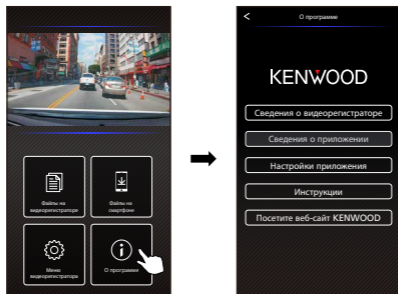 Файлы на
видеорегистраторе
Файлы на
смартфоне
Меню
видеорегистратора
О программе
<
О программе
KENWOOD
Сведения о видеорегистраторе
Сведения о приложении
Настройки приложения
Инструкции
Посетите веб-сайт KENWOOD